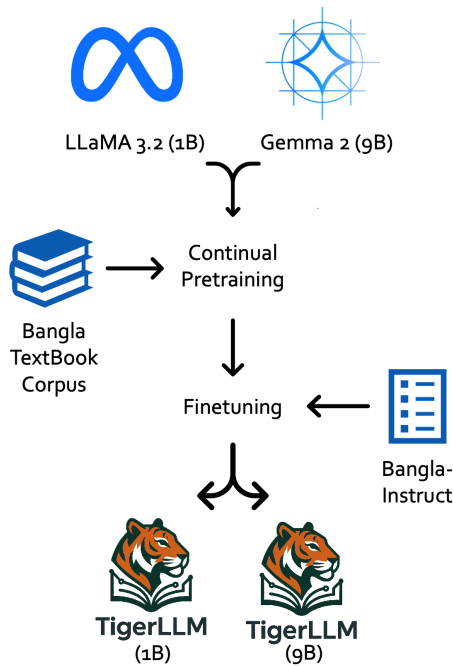 LLaMA 3.2 (1B)
Gemma 2 (9B)
Continual
Pretraining
Bangla
TextBook
Corpus
Finetuning
Bangla-
Instruct
TigerLLM
(1B)
TigerLLM
(9B)